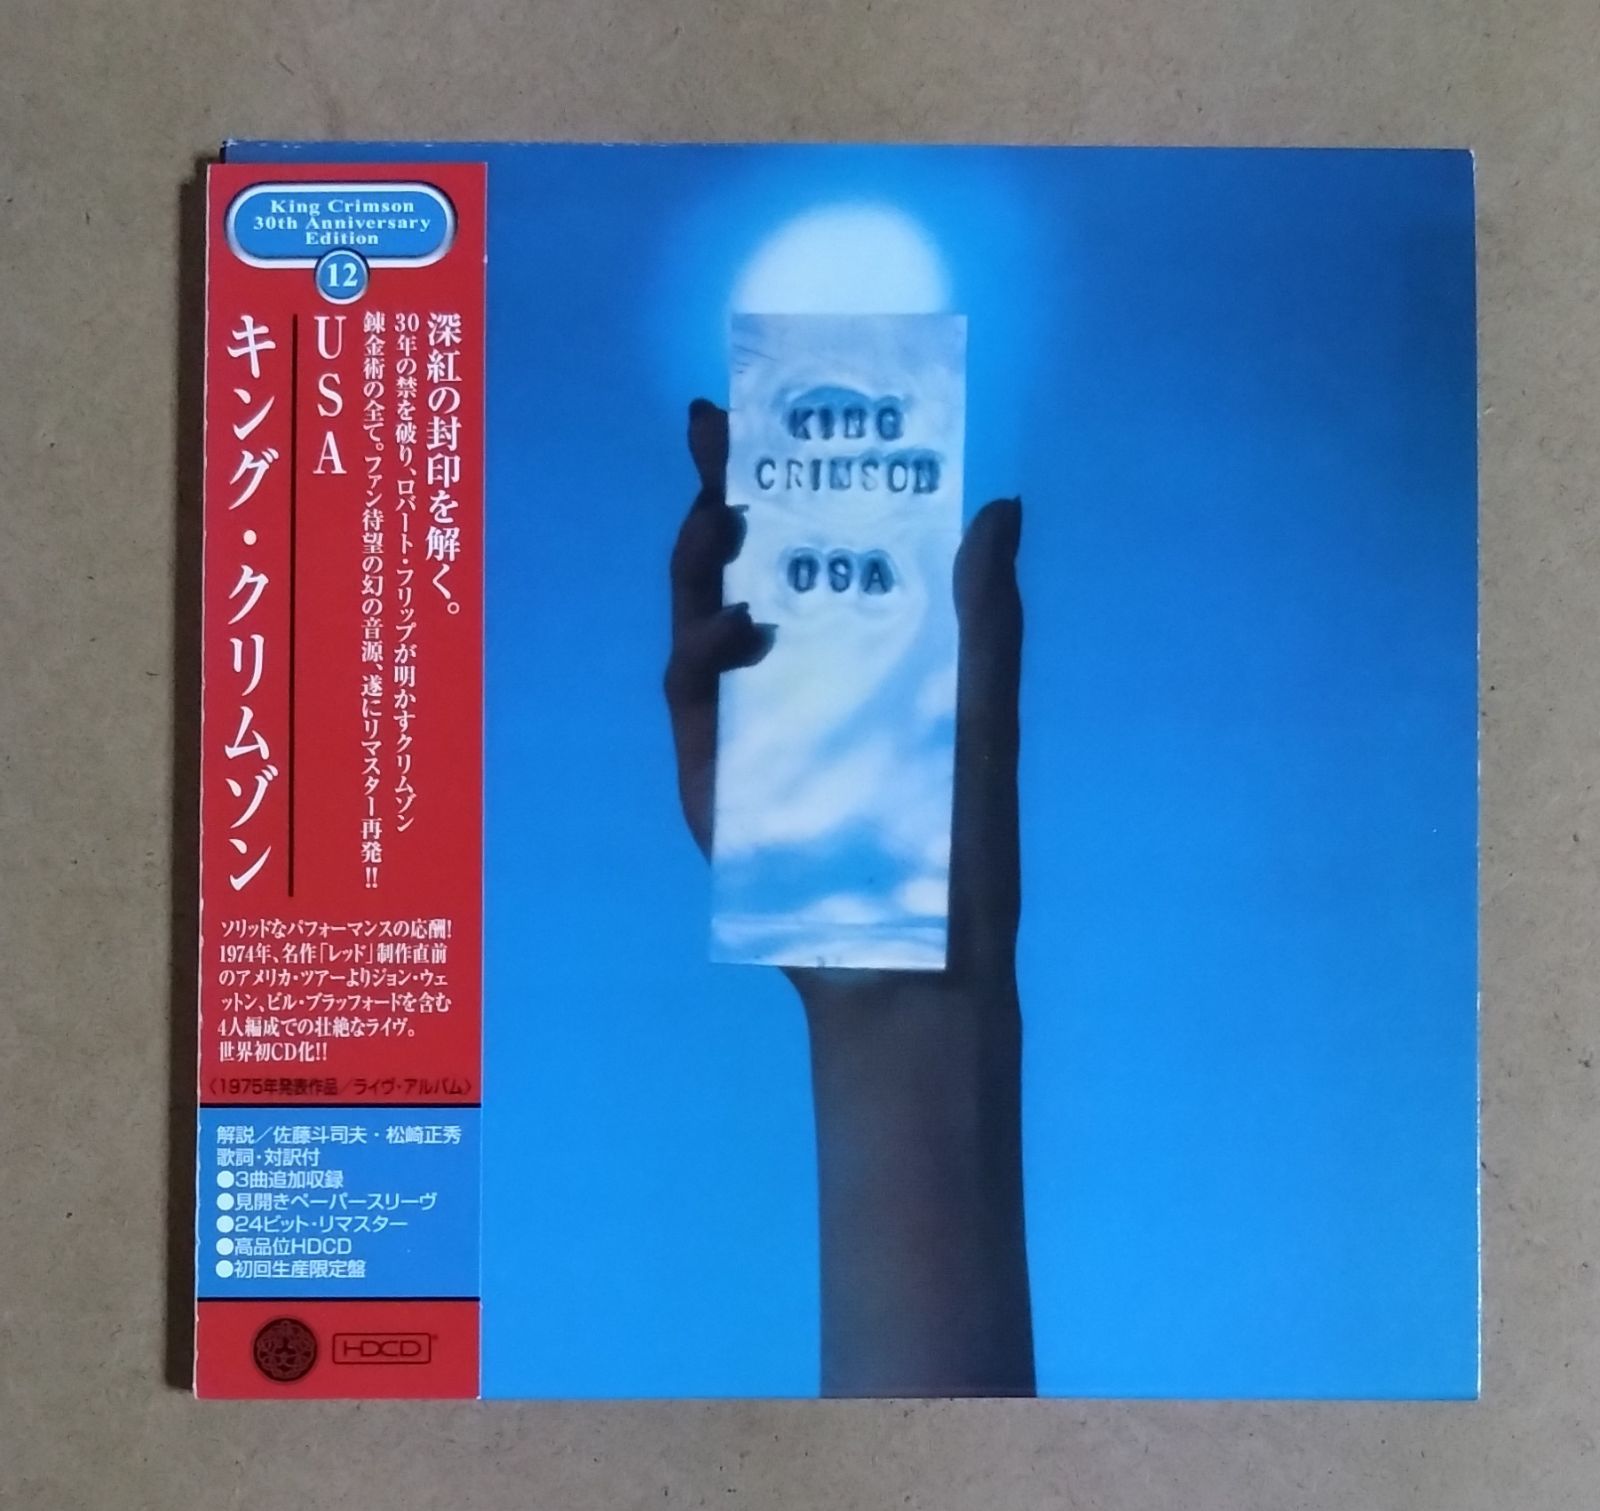 King Crimson
30th Anniversary
Edition
12
深紅の封印を解く。
30年の禁を破り、ロバート・フリップが明かすクリムゾン
錬金術の全て。ファン待望の幻の音源、遂にリマスター再発!!
USA
キング・クリムゾン
ソリッドなパフォーマンスの応酬!
1974年、名作「レッド」制作直前
のアメリカ・ツアーよりジョン・ウェ
ットン、ビル・ブラッフォードを含む
4人編成での壮絶なライヴ。
世界初CD化!!
〈1975年発表作品/ライヴ・アルバム〉
解説/佐藤斗司夫・松崎正秀
歌詞・対訳付
●3曲追加収録
●見開きペーパースリーヴ
●24ビット・リマスター
●高品位HDCD
●初回生産限定盤
HDCD®
KING
CRIMSON
USA